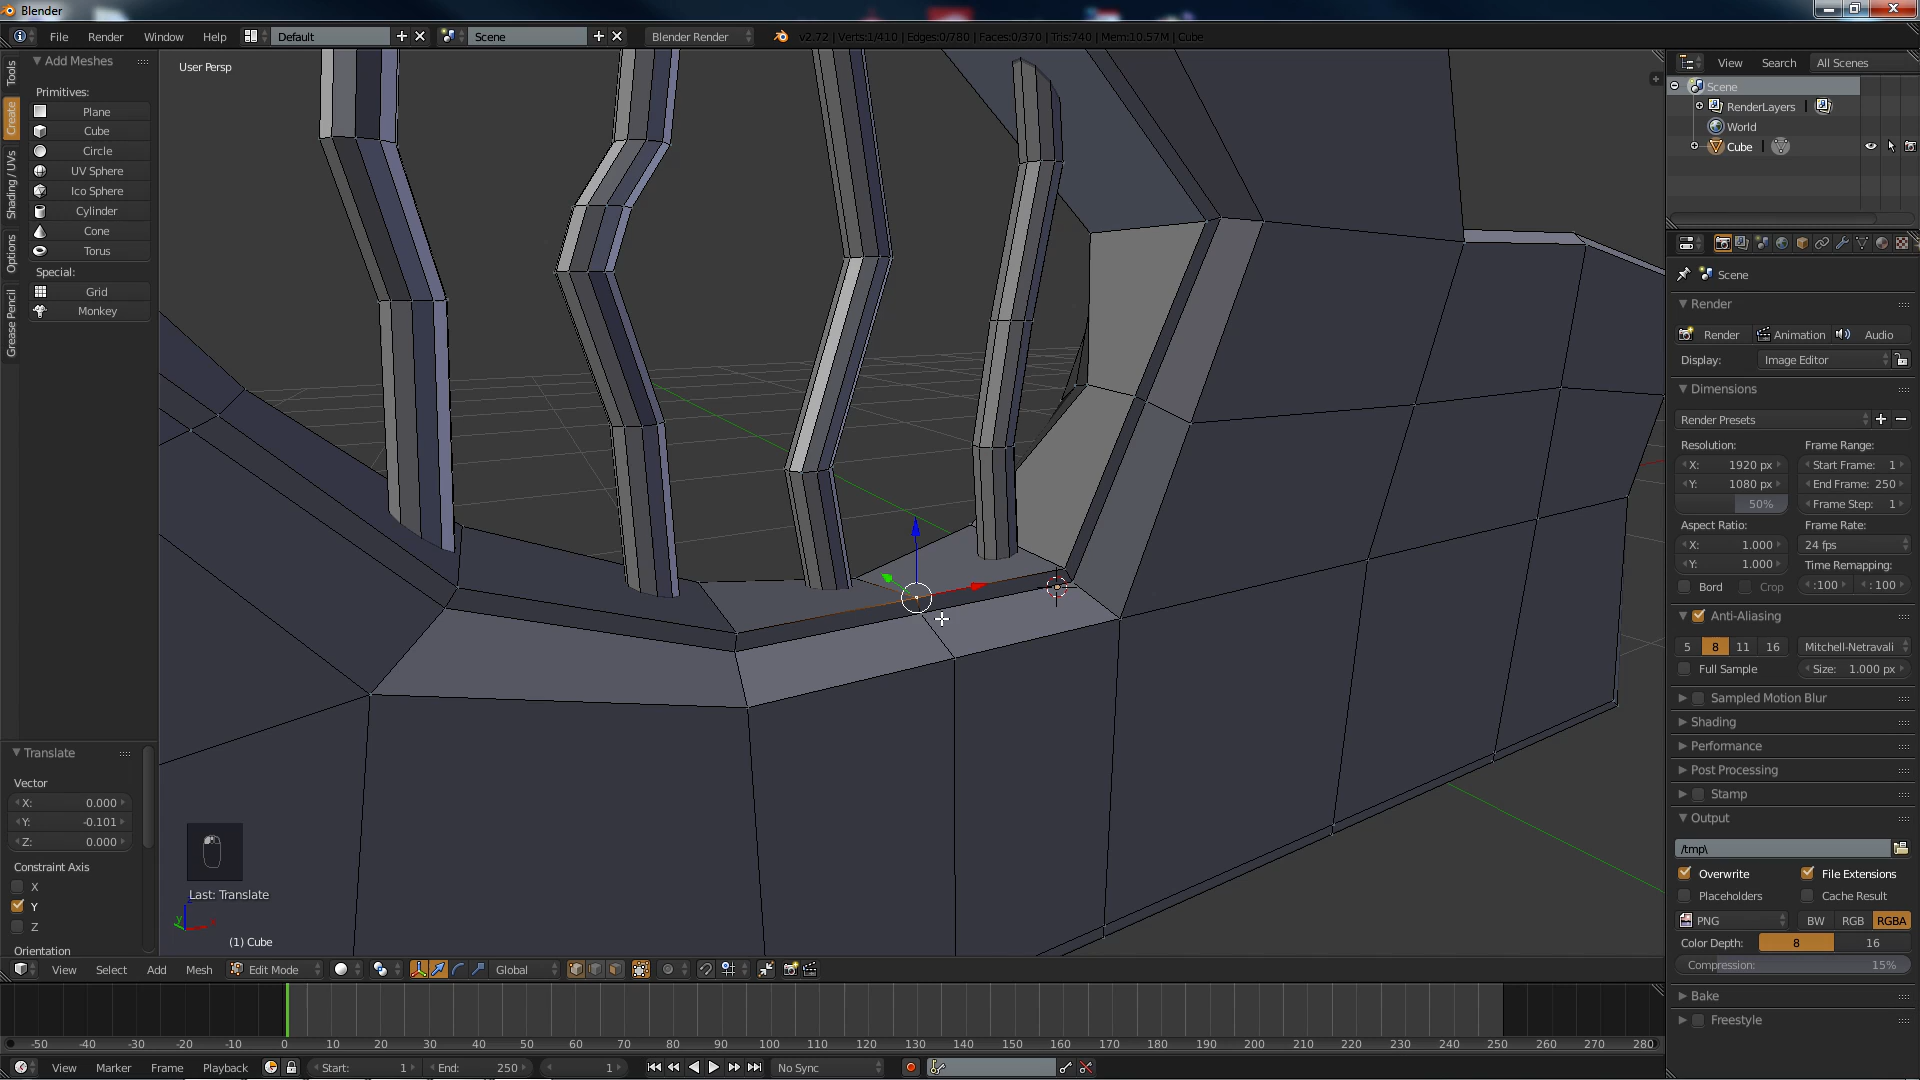 Blender
File Render Window Help Default Scene Blender Render v2.72 | Verts:1/410 | Edges:0/780 | Faces:0/370 | Tris:740 | Mem:10.57M | Cube
Tools
Create
Shading / UVs
Options
Grease Pencil
Add Meshes
Primitives:
Plane
Cube
Circle
UV Sphere
Ico Sphere
Cylinder
Cone
Torus
Special:
Grid
Monkey
Translate
Vector
X: 0.000
Y: -0.101
Z: 0.000
Constraint Axis
X
Y
Z
Orientation
User Persp
Last: Translate
(1) Cube
View Select Add Mesh Edit Mode Global
View Search All Scenes
Scene
RenderLayers
World
Cube
Scene
Render
Render Animation Audio
Display: Image Editor
Dimensions
Render Presets
Resolution: Frame Range:
X: 1920 px Start Frame: 1
Y: 1080 px End Frame: 250
50% Frame Step: 1
Aspect Ratio: Frame Rate:
X: 1.000 24 fps
Y: 1.000 Time Remapping:
Bord Crop :100 :100
Anti-Aliasing
5 8 11 16 Mitchell-Netravali
Full Sample Size: 1.000 px
Sampled Motion Blur
Shading
Performance
Post Processing
Stamp
Output
/tmp\
Overwrite File Extensions
Placeholders Cache Result
PNG BW RGB RGBA
Color Depth: 8 16
Compression: 15%
Bake
Freestyle
-50 -40 -30 -20 -10 0 10 20 30 40 50 60 70 80 90 100 110 120 130 140 150 160 170 180 190 200 210 220 230 240 250 260 270 280
View Marker Frame Playback Start: 1 End: 250 1 No Sync